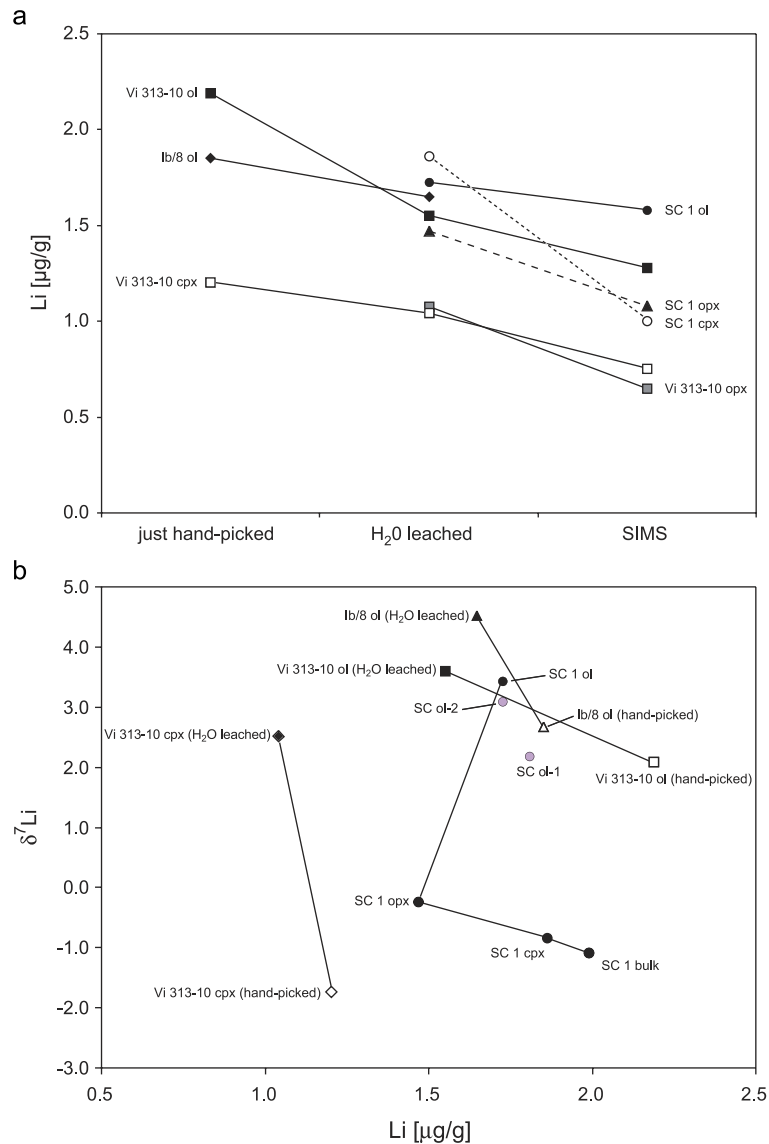 a
2.5
2.0
1.5
1.0
0.5
0.0
Li [µg/g]
Vi 313-10 ol
Ib/8 ol
Vi 313-10 cpx
SC 1 ol
SC 1 opx
SC 1 cpx
Vi 313-10 opx
just hand-picked
H₂0 leached
SIMS
b
5.0
4.0
3.0
2.0
1.0
0.0
-1.0
-2.0
-3.0
δ⁷Li
Ib/8 ol (H₂O leached)
Vi 313-10 ol (H₂O leached)
SC 1 ol
SC ol-2
Ib/8 ol (hand-picked)
Vi 313-10 cpx (H₂O leached)
SC ol-1
Vi 313-10 ol (hand-picked)
SC 1 opx
SC 1 cpx
SC 1 bulk
Vi 313-10 cpx (hand-picked)
0.5
1.0
1.5
2.0
2.5
Li [µg/g]